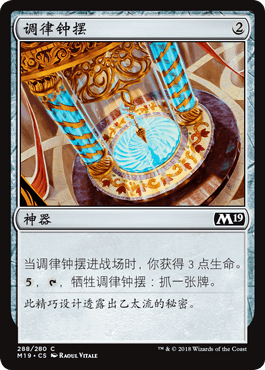 调律钟摆 2
神器 M19
当调律钟摆进战场时，你获得 3 点生命。
5，，牺牲调律钟摆：抓一张牌。
此精巧设计透露出乙太流的秘密。
288/280 C
M19 • CS Raoul Vitale
™ & © 2018 Wizards of the Coast